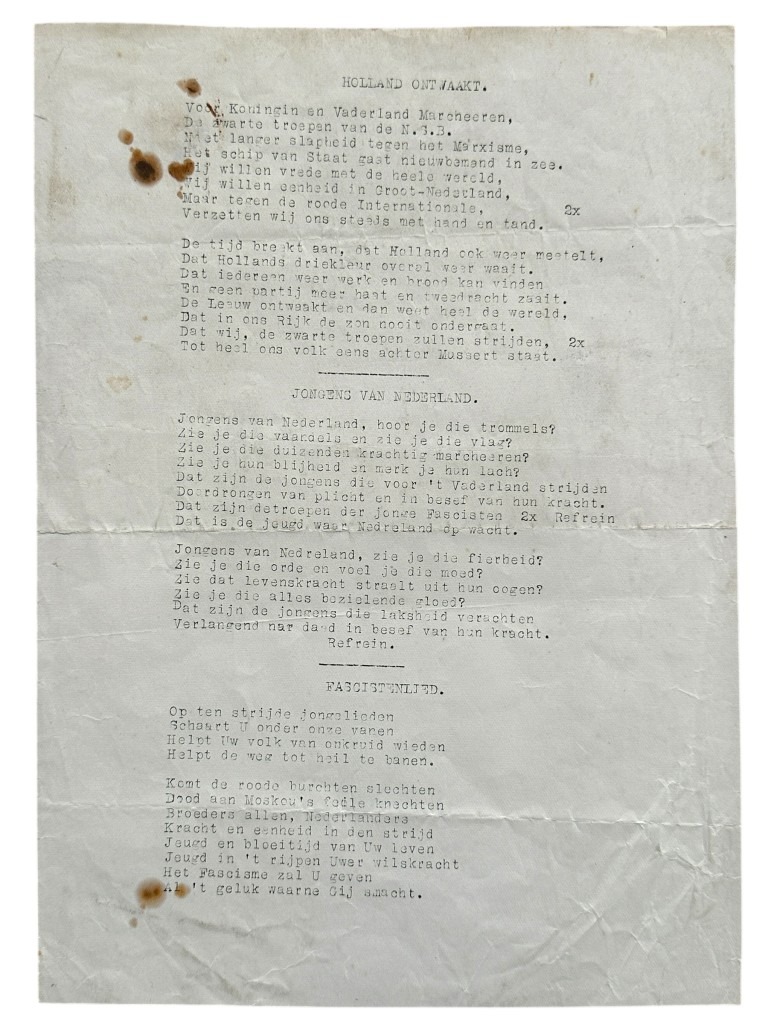 HOLLAND ONTWAAKT.
Voor Koningin en Vaderland Marcheeren,
De zwarte troepen van de N.S.B.
Niet langer slapheid tegen het Marxisme,
Het schip van Staat gaat nieuwbemand in zee.
Wij willen vrede met de heele wereld,
Wij willen eenheid in Groot-Nederland,
Maar tegen de roode Internationale, 2x
Verzetten wij ons steeds met hand en tand.
De tijd breekt aan, dat Holland ook weer meetelt,
Dat Hollands driekleur overal weer waait.
Dat iedereen weer werk en brood kan vinden
En geen partij meer haat en tweedracht zaait.
De Leeuw ontwaakt en dan weet heel de wereld,
Dat in ons Rijk de zon nooit ondergaat.
Dat wij, de zwarte troepen zullen strijden, 2x
Tot heel ons volk eens achter Mussert staat.
JONGENS VAN NEDERLAND.
Jongens van Nederland, hoor je die trommels?
Zie je die vaandels en zie je die vlag?
Zie je die duizenden krachtig marcheeren?
Zie je hun blijheid en merk je hun lach?
Dat zijn de jongens die voor 't Vaderland strijden
Doordrongen van plicht en in besef van hun kracht.
Dat zijn detroepen der jonge Fascisten 2x Refrein
Dat is de jeugd waar Nedreland op wacht.
Jongens van Nedreland, zie je die fierheid?
Zie je die orde en voel je die moed?
Zie dat levenskracht straelt uit hun oogen?
Zie je die alles bezielende gloed?
Dat zijn de jongens die laksheid verachten
Verlangend nar daad in besef van hun kracht.
Refrein.
FASCISTENLIED.
Op ten strijde jongelieden
Schaart U onder onze vanen
Helpt Uw volk van onkruid wieden
Helpt de weg tot heil te banen.
Komt de roode burchten slechten
Dood aan Moskou's feële knechten
Broeders allen, Nederlanders
Kracht en eenheid in den strijd
Jeugd en bloeitijd van Uw leven
Jeugd in 't rijpen Uwer wilskracht
Het Fascisme zal U geven
Al 't geluk waarne Gij smacht.